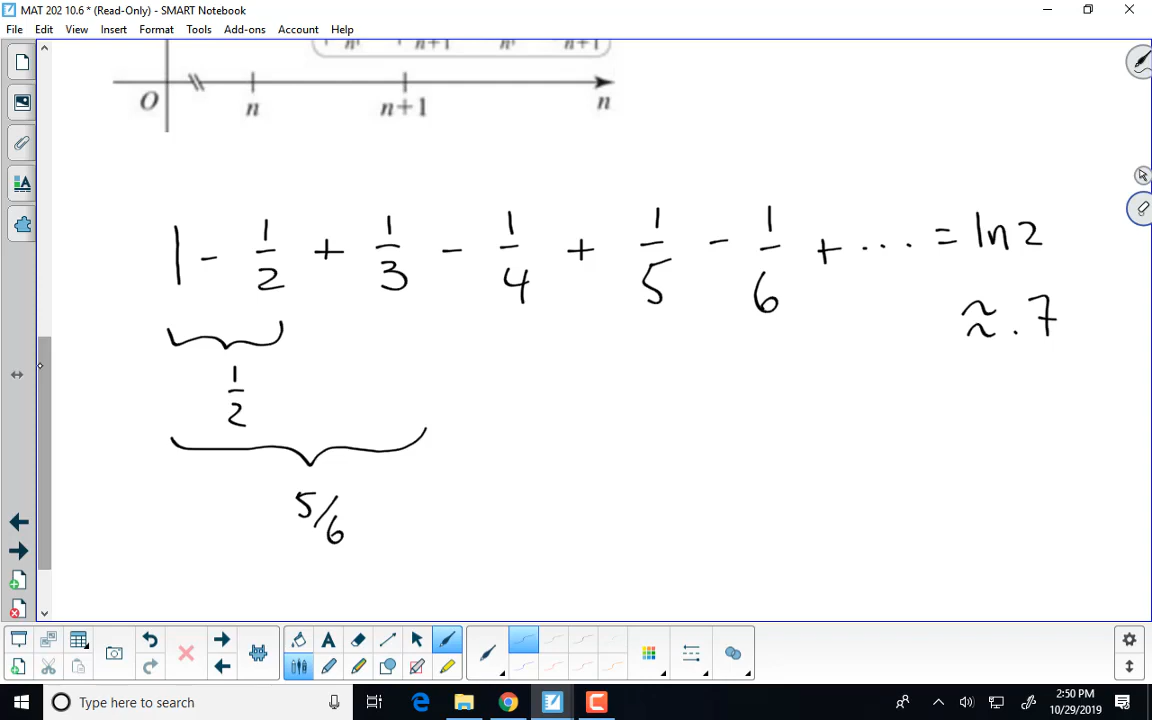 MAT 202 10.6 * (Read-Only) - SMART Notebook
File Edit View Insert Format Tools Add-ons Account Help
n n+1 n n+1
O n n+1 n
1 - 1/2 + 1/3 - 1/4 + 1/5 - 1/6 + ... = ln 2
≈ .7
1/2
5/6
Type here to search
2:50 PM
10/29/2019